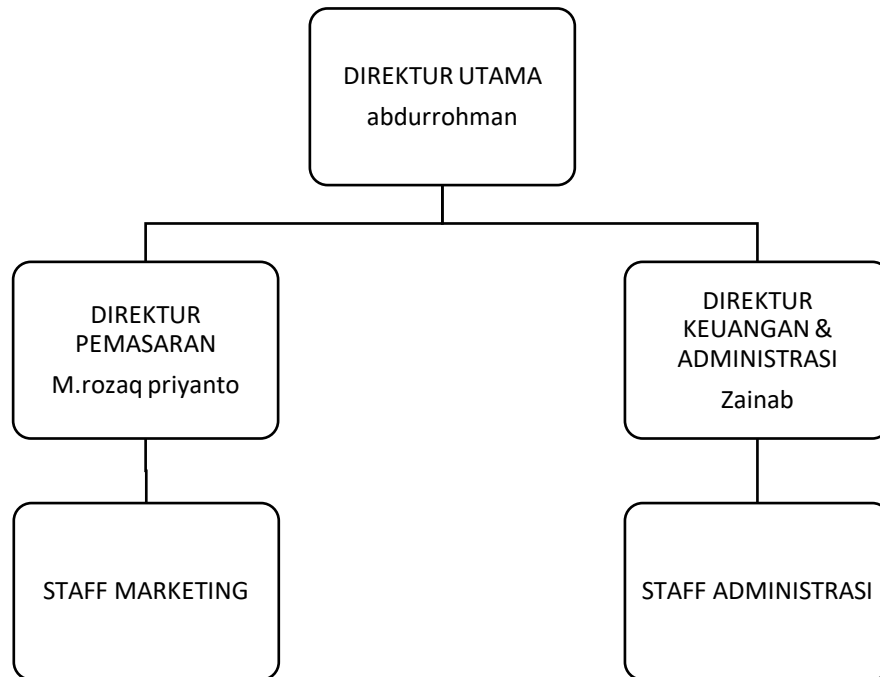 DIREKTUR UTAMA
abdurrohman
DIREKTUR
PEMASARAN
M.rozaq priyanto
DIREKTUR
KEUANGAN &
ADMINISTRASI
Zainab
STAFF MARKETING
STAFF ADMINISTRASI